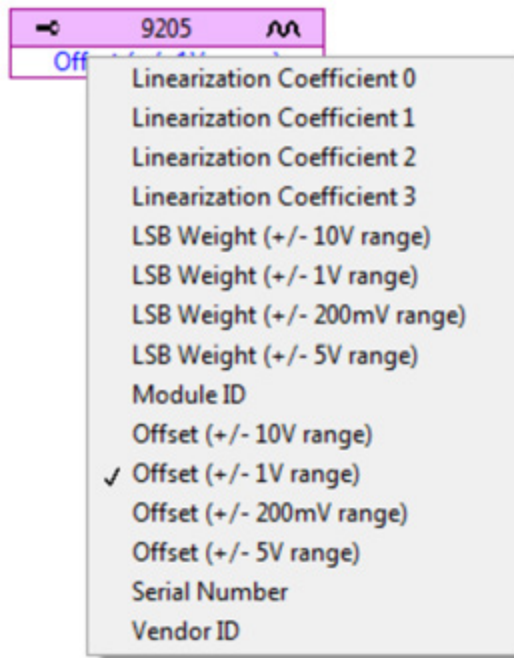 9205
Linearization Coefficient 0
Linearization Coefficient 1
Linearization Coefficient 2
Linearization Coefficient 3
LSB Weight (+/- 10V range)
LSB Weight (+/- 1V range)
LSB Weight (+/- 200mV range)
LSB Weight (+/- 5V range)
Module ID
Offset (+/- 10V range)
✓ Offset (+/- 1V range)
Offset (+/- 200mV range)
Offset (+/- 5V range)
Serial Number
Vendor ID